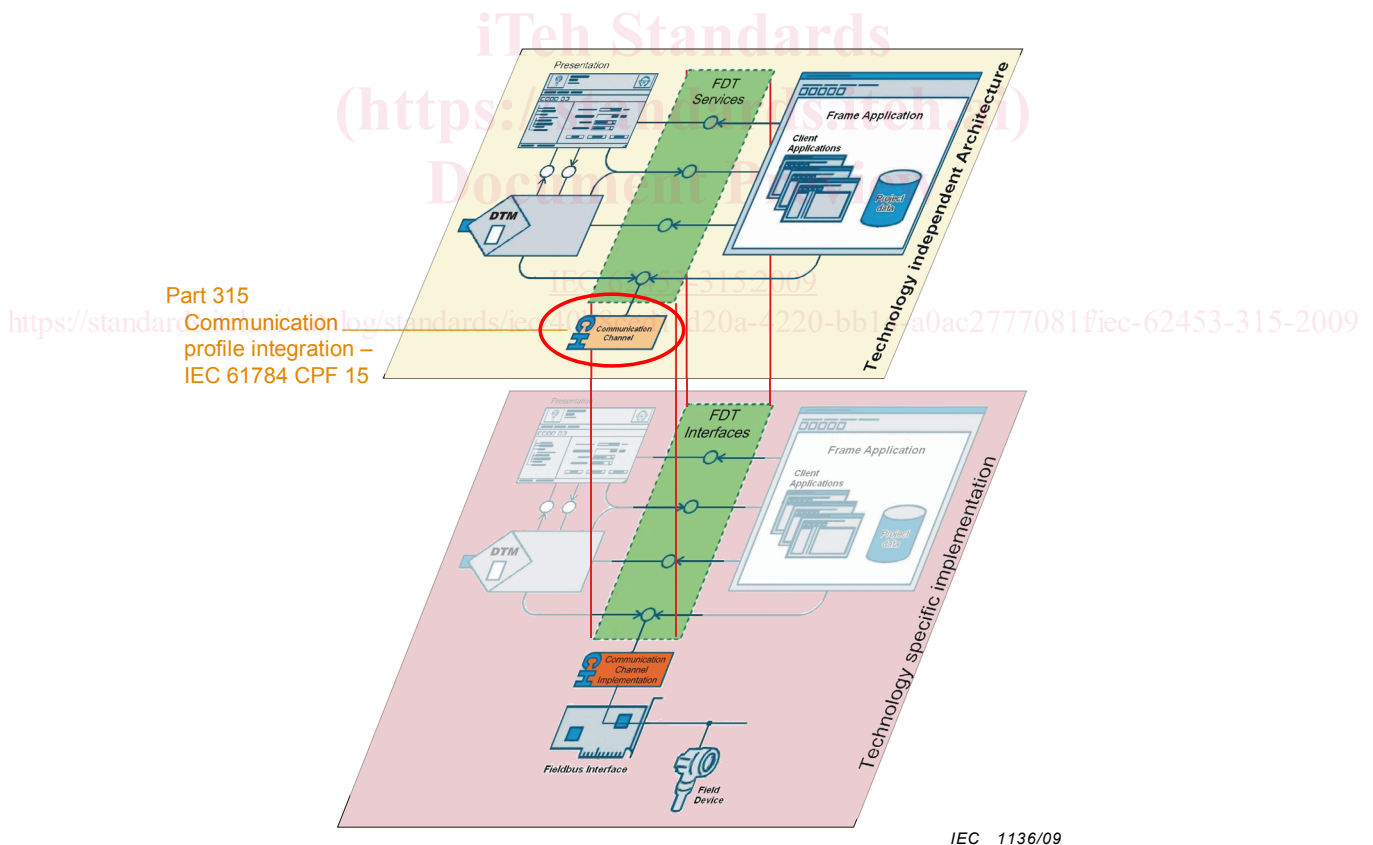 iTeh Standards
(https://standards.iteh.ai)
Document Preview
IEC 62453-315:2009
Presentation
FDT
Services
Frame Application
Client
Applications
Project
data
DTM
Technology independent Architecture
Part 315
Communication
profile integration –
IEC 61784 CPF 15
Communication
Channel
Presentation
FDT
Interfaces
Frame Application
Client
Applications
Project
data
DTM
Technology specific implementation
Communication
Channel
Implementation
Fieldbus Interface
Field
Device
IEC 1136/09